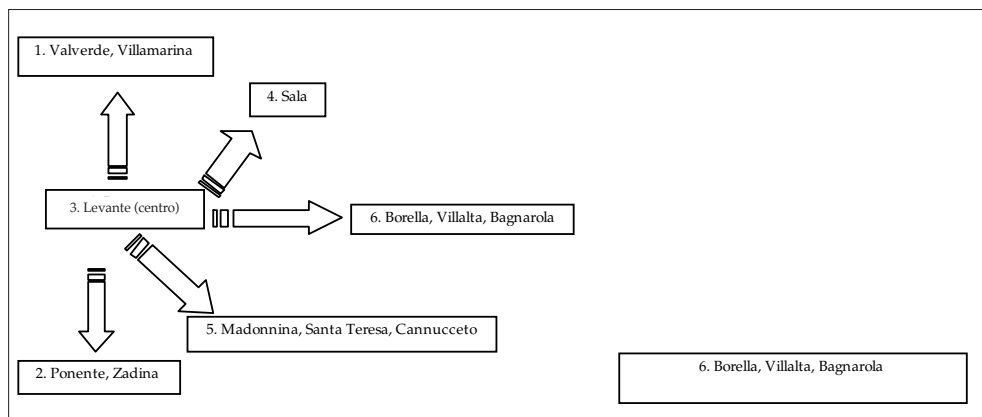 1. Valverde, Villamarina
4. Sala
3. Levante (centro)
6. Borella, Villalta, Bagnarola
5. Madonnina, Santa Teresa, Cannucceto
2. Ponente, Zadina
6. Borella, Villalta, Bagnarola